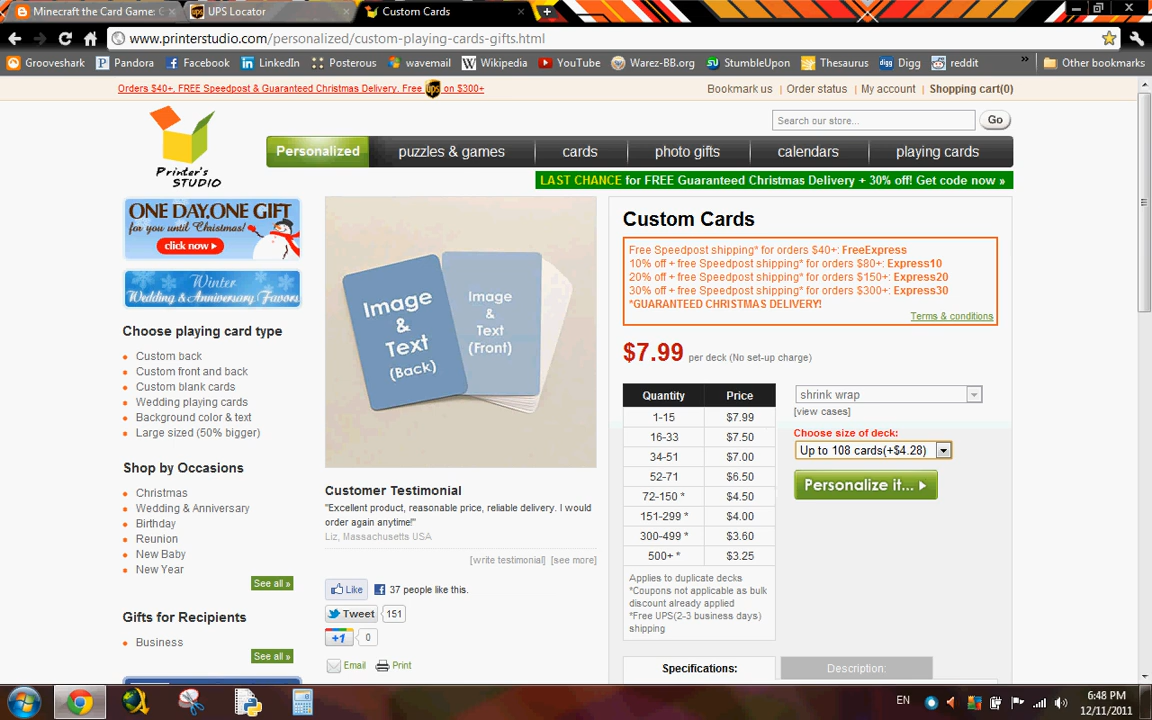 Minecraft the Card Game: G
UPS Locator
Custom Cards
www.printerstudio.com/personalized/custom-playing-cards-gifts.html
Grooveshark
Pandora
Facebook
LinkedIn
Posterous
wavemail
Wikipedia
YouTube
Warez-BB.org
StumbleUpon
Thesaurus
Digg
reddit
»
Other bookmarks
Orders $40+, FREE Speedpost & Guaranteed Christmas Delivery. Free ups on $300+
Bookmark us | Order status | My account | Shopping cart(0)
Printer's
STUDIO
Search our store...
Go
Personalized
puzzles & games
cards
photo gifts
calendars
playing cards
LAST CHANCE for FREE Guaranteed Christmas Delivery + 30% off! Get code now »
ONE DAY, ONE GIFT
for you until Christmas!
click now
Winter
Wedding & Anniversary Favors
Choose playing card type
Custom back
Custom front and back
Custom blank cards
Wedding playing cards
Background color & text
Large sized (50% bigger)
Shop by Occasions
Christmas
Wedding & Anniversary
Birthday
Reunion
New Baby
New Year
See all »
Gifts for Recipients
Business
See all »
Image
&
Text
(Back)
Image
&
Text
(Front)
Customer Testimonial
"Excellent product, reasonable price, reliable delivery. I would
order again anytime!"
Liz, Massachusetts USA
[write testimonial] [see more]
Like
37 people like this.
Tweet
151
+1
0
Email
Print
Custom Cards
Free Speedpost shipping* for orders $40+: FreeExpress
10% off + free Speedpost shipping* for orders $80+: Express10
20% off + free Speedpost shipping* for orders $150+: Express20
30% off + free Speedpost shipping* for orders $300+: Express30
*GUARANTEED CHRISTMAS DELIVERY!
Terms & conditions
$7.99 per deck (No set-up charge)
Quantity Price
1-15 $7.99
16-33 $7.50
34-51 $7.00
52-71 $6.50
72-150 * $4.50
151-299 * $4.00
300-499 * $3.60
500+ * $3.25
Applies to duplicate decks
*Coupons not applicable as bulk
discount already applied
*Free UPS(2-3 business days)
shipping
shrink wrap
[view cases]
Choose size of deck:
Up to 108 cards(+$4.28)
Personalize it...
Specifications:
Description:
EN
6:48 PM
12/11/2011